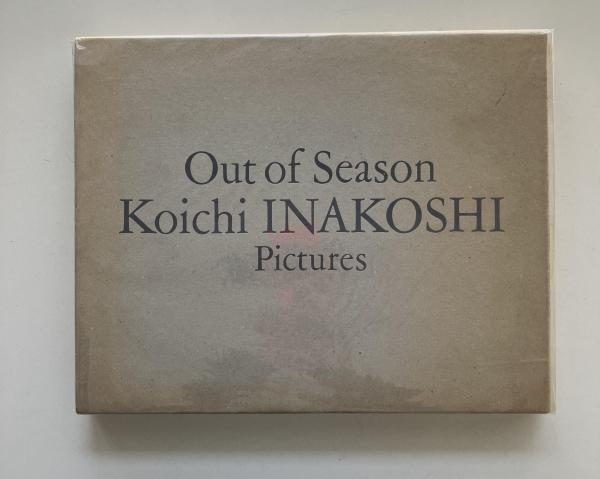 Out of Season
Koichi INAKOSHI
Pictures